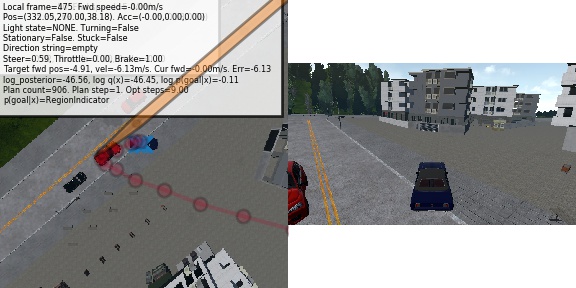 Local frame=475: Fwd speed=-0.00m/s
Pos=(332.05,270.00,38.18). Acc=(-0.00,0.00,0.00)
Light state=NONE. Turning=False
Stationary=False. Stuck=False
Direction string=empty
Steer=0.59, Throttle=0.00, Brake=1.00
Target fwd pos=-4.91, vel=-6.13m/s. Cur fwd=-0.00m/s. Err=-6.13
log_posterior=-46.56, log q(x)=-46.45, log p(goal|x)=-0.11
Plan count=906. Plan step=1. Opt steps=9.00
p(goal|x)=RegionIndicator